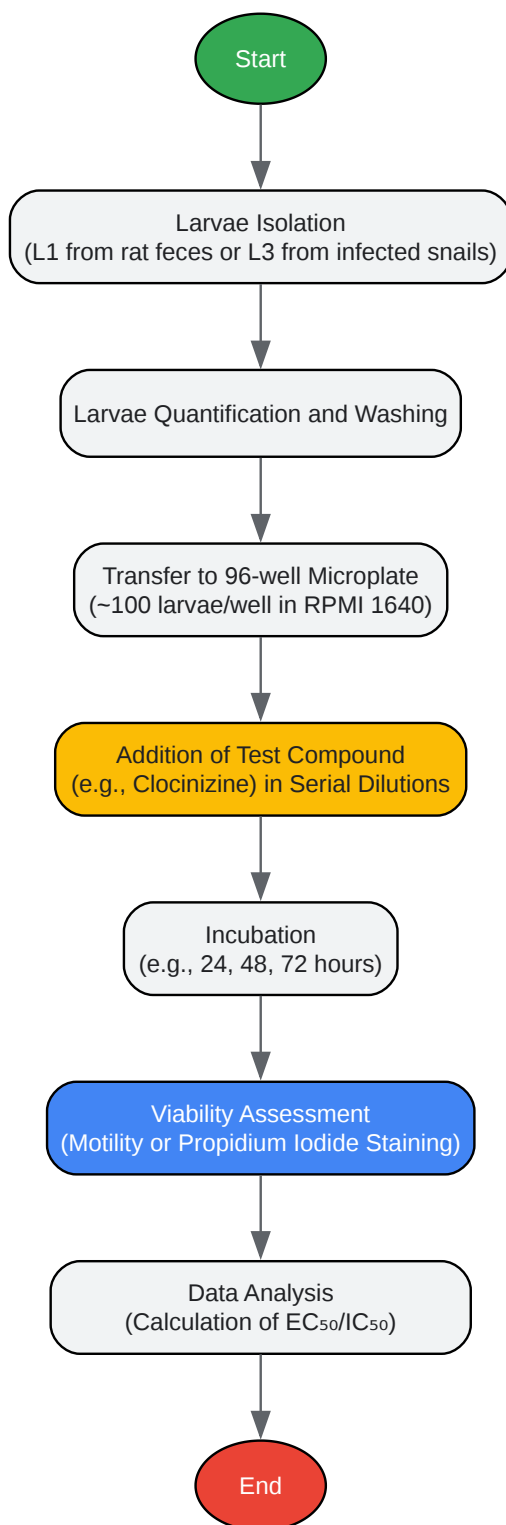 Start
Larvae Isolation
(L1 from rat feces or L3 from infected snails)
Larvae Quantification and Washing
Transfer to 96-well Microplate
(~100 larvae/well in RPMI 1640)
Addition of Test Compound
(e.g., Clocinizine) in Serial Dilutions
Incubation
(e.g., 24, 48, 72 hours)
Viability Assessment
(Motility or Propidium Iodide Staining)
Data Analysis
(Calculation of EC₅₀/IC₅₀)
End